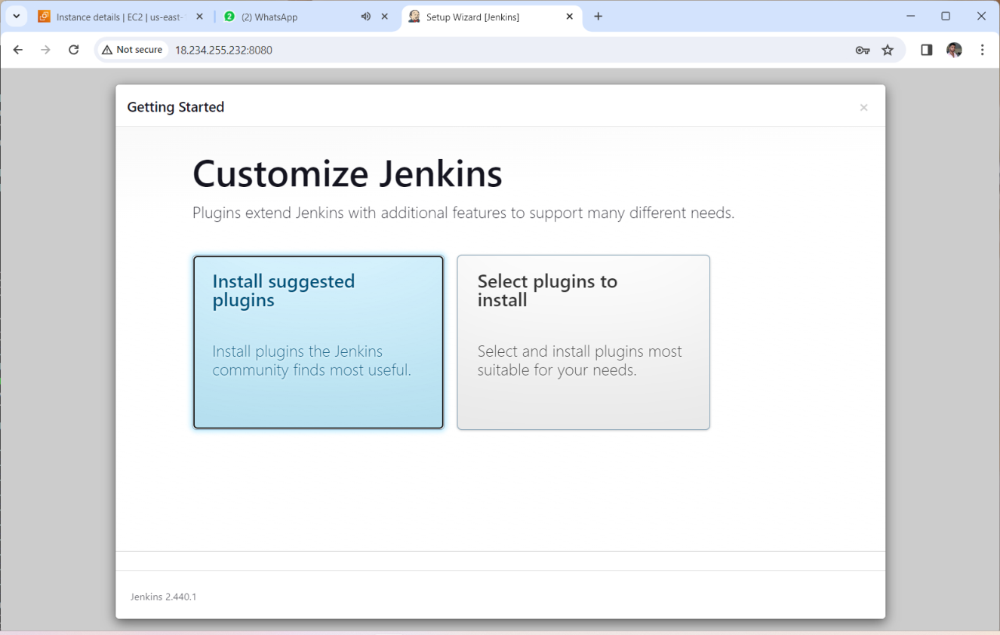 Instance details | EC2 | us-east-
2
(2) WhatsApp
Setup Wizard [Jenkins]
Not secure
18.234.255.232:8080
Getting Started
Customize Jenkins
Plugins extend Jenkins with additional features to support many different needs.
Install suggested
plugins
Install plugins the Jenkins
community finds most useful.
Select plugins to
install
Select and install plugins most
suitable for your needs.
Jenkins 2.440.1